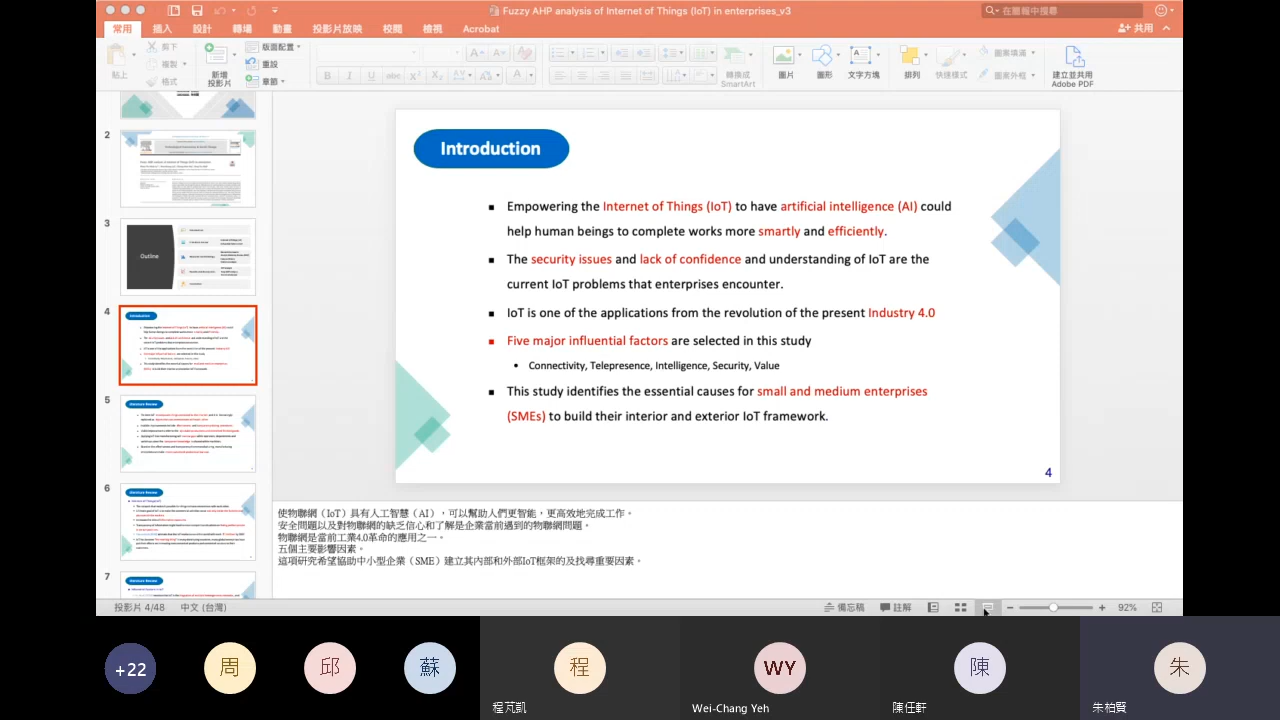 Fuzzy AHP analysis of Internet of Things (IoT) in enterprises_v3
在簡報中搜尋
常用 插入 設計 轉場 動畫 投影片放映 校閱 檢視 Acrobat
共用
貼上
剪下
複製
格式
新增
投影片
版面配置
重設
章節
B I U abc X² X₂
轉換成
SmartArt
圖片
圖形
文字方塊
排列
快速樣式
圖案填滿
圖案外框
建立並共用
Adobe PDF
2
3
Outline
4
Introduction
5
Literature Review
6
Literature Review
7
Literature Review
Introduction
Empowering the Internet of Things (IoT) to have artificial intelligence (AI) could
help human beings to complete works more smartly and efficiently.
The security issues and lack of confidence and understanding of IoT are the
current IoT problems that enterprises encounter.
IoT is one of the applications from the revolution of the present Industry 4.0
Five major influential factors are selected in this study
Connectivity, Telepresence, Intelligence, Security, Value
This study identifies the essential causes for small and medium enterprises
(SMEs) to build their interior and exterior IoT framework.
4
使物聯網（IoT）具有人工智慧（AI），可以幫助人們更智能，更高效地完成工作。
安全問題以及對物聯網的缺乏信心和理解是企業當前遇到的物聯網問題。
物聯網是當前工業4.0革命的應用之一。
五個主要影響因素。
這項研究希望協助中小型企業（SME）建立其內部和外部IoT框架的及找尋重要因素。
投影片 4/48 中文 (台灣)
備忘稿 註解 92%
+22 周 邱 蘇 程 WY 陳 朱
程凡凱 Wei-Chang Yeh 陳任軒 朱柏賢